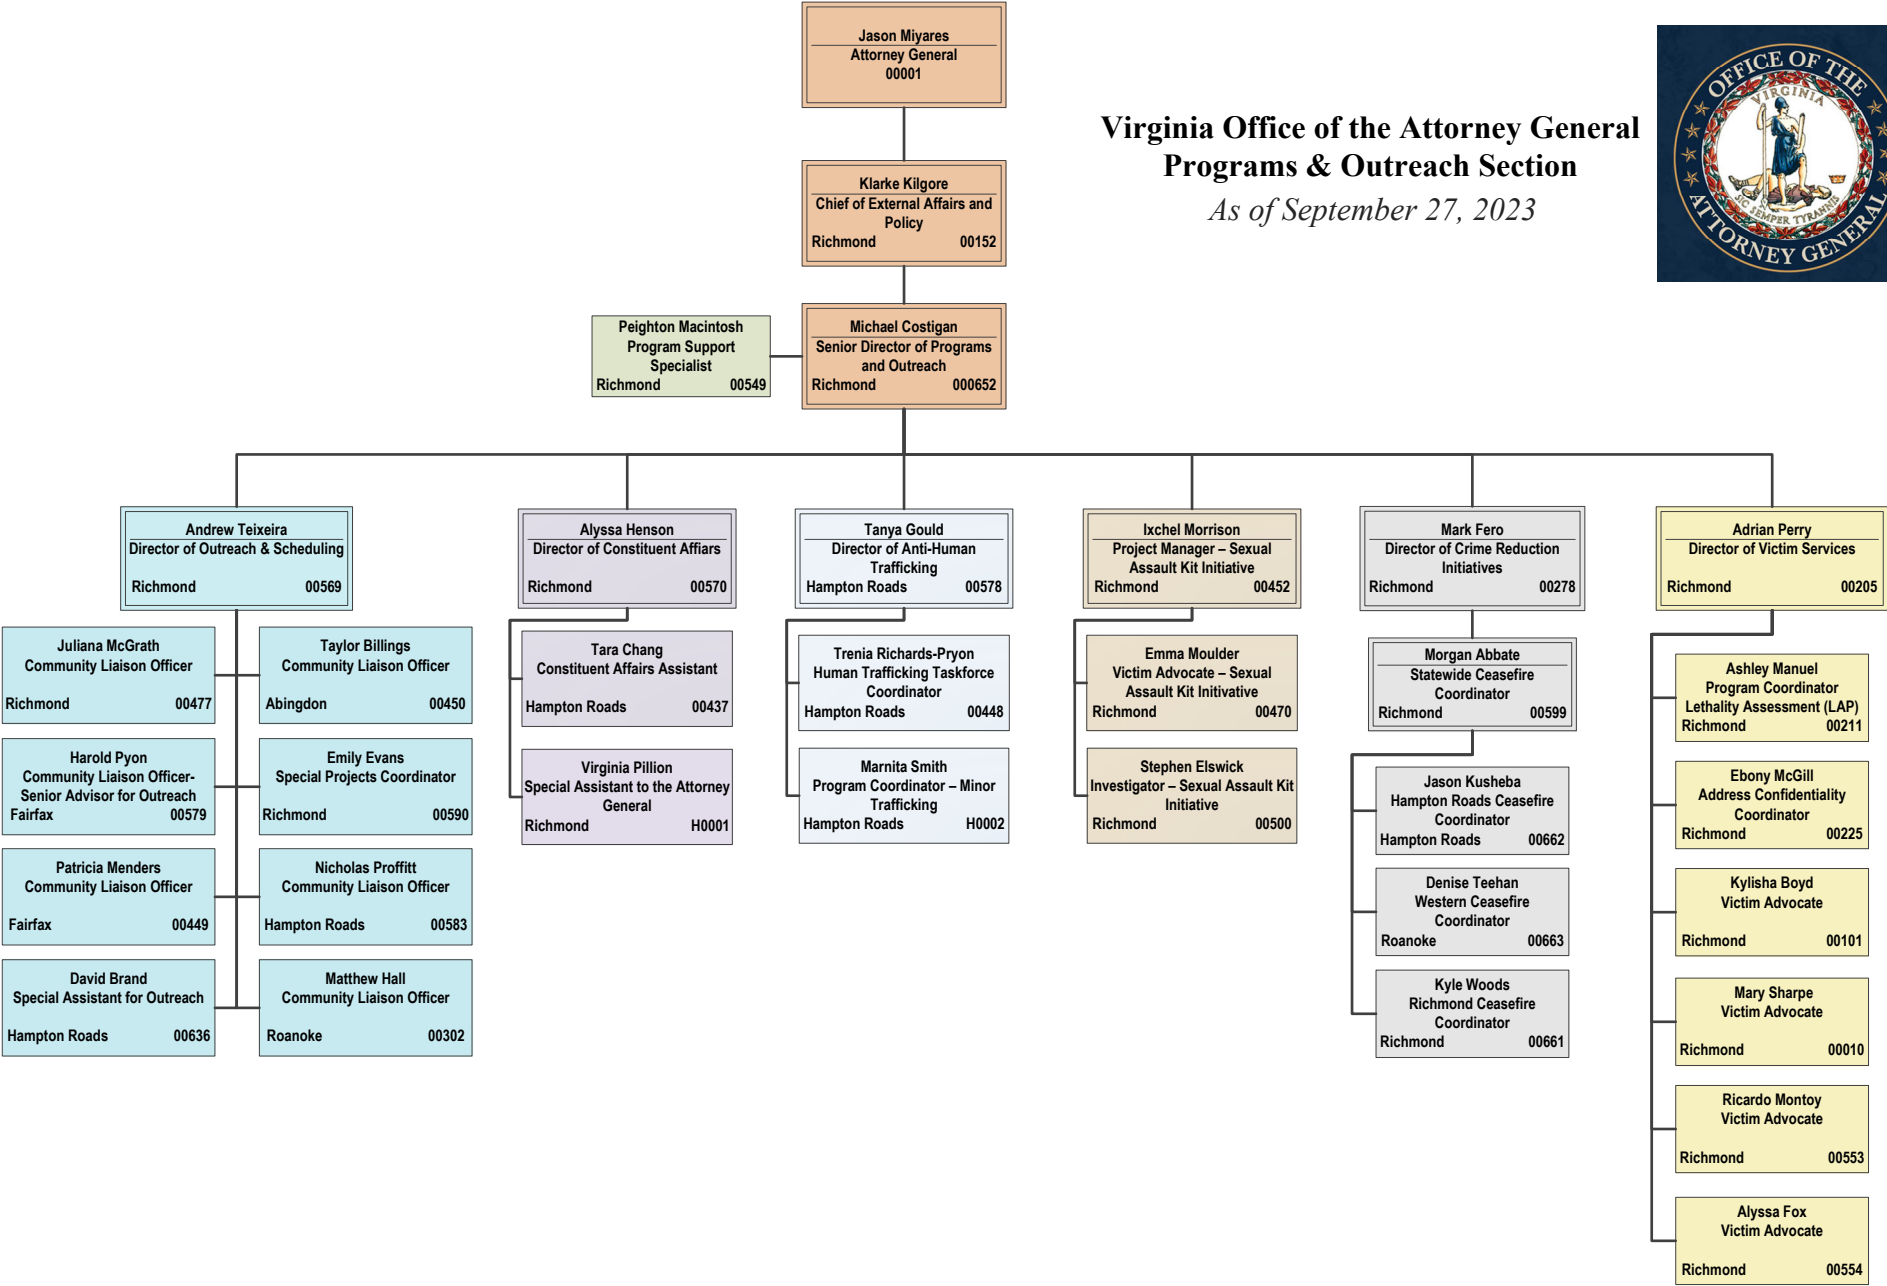 Jason Miyares
Attorney General
00001
Virginia Office of the Attorney General
Programs & Outreach Section
As of September 27, 2023
OFFICE OF THE
ATTORNEY GENERAL
VIRGINIA
SIC SEMPER TYRANNIS
Klarke Kilgore
Chief of External Affairs and
Policy
Richmond 00152
Peighton Macintosh
Program Support
Specialist
Richmond 00549
Michael Costigan
Senior Director of Programs
and Outreach
Richmond 000652
Andrew Teixeira
Director of Outreach & Scheduling
Richmond 00569
Juliana McGrath
Community Liaison Officer
Richmond 00477
Taylor Billings
Community Liaison Officer
Abingdon 00450
Harold Pyon
Community Liaison Officer-
Senior Advisor for Outreach
Fairfax 00579
Emily Evans
Special Projects Coordinator
Richmond 00590
Patricia Menders
Community Liaison Officer
Fairfax 00449
Nicholas Proffitt
Community Liaison Officer
Hampton Roads 00583
David Brand
Special Assistant for Outreach
Hampton Roads 00636
Matthew Hall
Community Liaison Officer
Roanoke 00302
Alyssa Henson
Director of Constituent Affiars
Richmond 00570
Tara Chang
Constituent Affairs Assistant
Hampton Roads 00437
Virginia Pillion
Special Assistant to the Attorney
General
Richmond H0001
Tanya Gould
Director of Anti-Human
Trafficking
Hampton Roads 00578
Trenia Richards-Pryon
Human Trafficking Taskforce
Coordinator
Hampton Roads 00448
Marnita Smith
Program Coordinator – Minor
Trafficking
Hampton Roads H0002
Ixchel Morrison
Project Manager – Sexual
Assault Kit Initiative
Richmond 00452
Emma Moulder
Victim Advocate – Sexual
Assault Kit Initivative
Richmond 00470
Stephen Elswick
Investigator – Sexual Assault Kit
Initiative
Richmond 00500
Mark Fero
Director of Crime Reduction
Initiatives
Richmond 00278
Morgan Abbate
Statewide Ceasefire
Coordinator
Richmond 00599
Jason Kusheba
Hampton Roads Ceasefire
Coordinator
Hampton Roads 00662
Denise Teehan
Western Ceasefire
Coordinator
Roanoke 00663
Kyle Woods
Richmond Ceasefire
Coordinator
Richmond 00661
Adrian Perry
Director of Victim Services
Richmond 00205
Ashley Manuel
Program Coordinator
Lethality Assessment (LAP)
Richmond 00211
Ebony McGill
Address Confidentiality
Coordinator
Richmond 00225
Kylisha Boyd
Victim Advocate
Richmond 00101
Mary Sharpe
Victim Advocate
Richmond 00010
Ricardo Montoy
Victim Advocate
Richmond 00553
Alyssa Fox
Victim Advocate
Richmond 00554